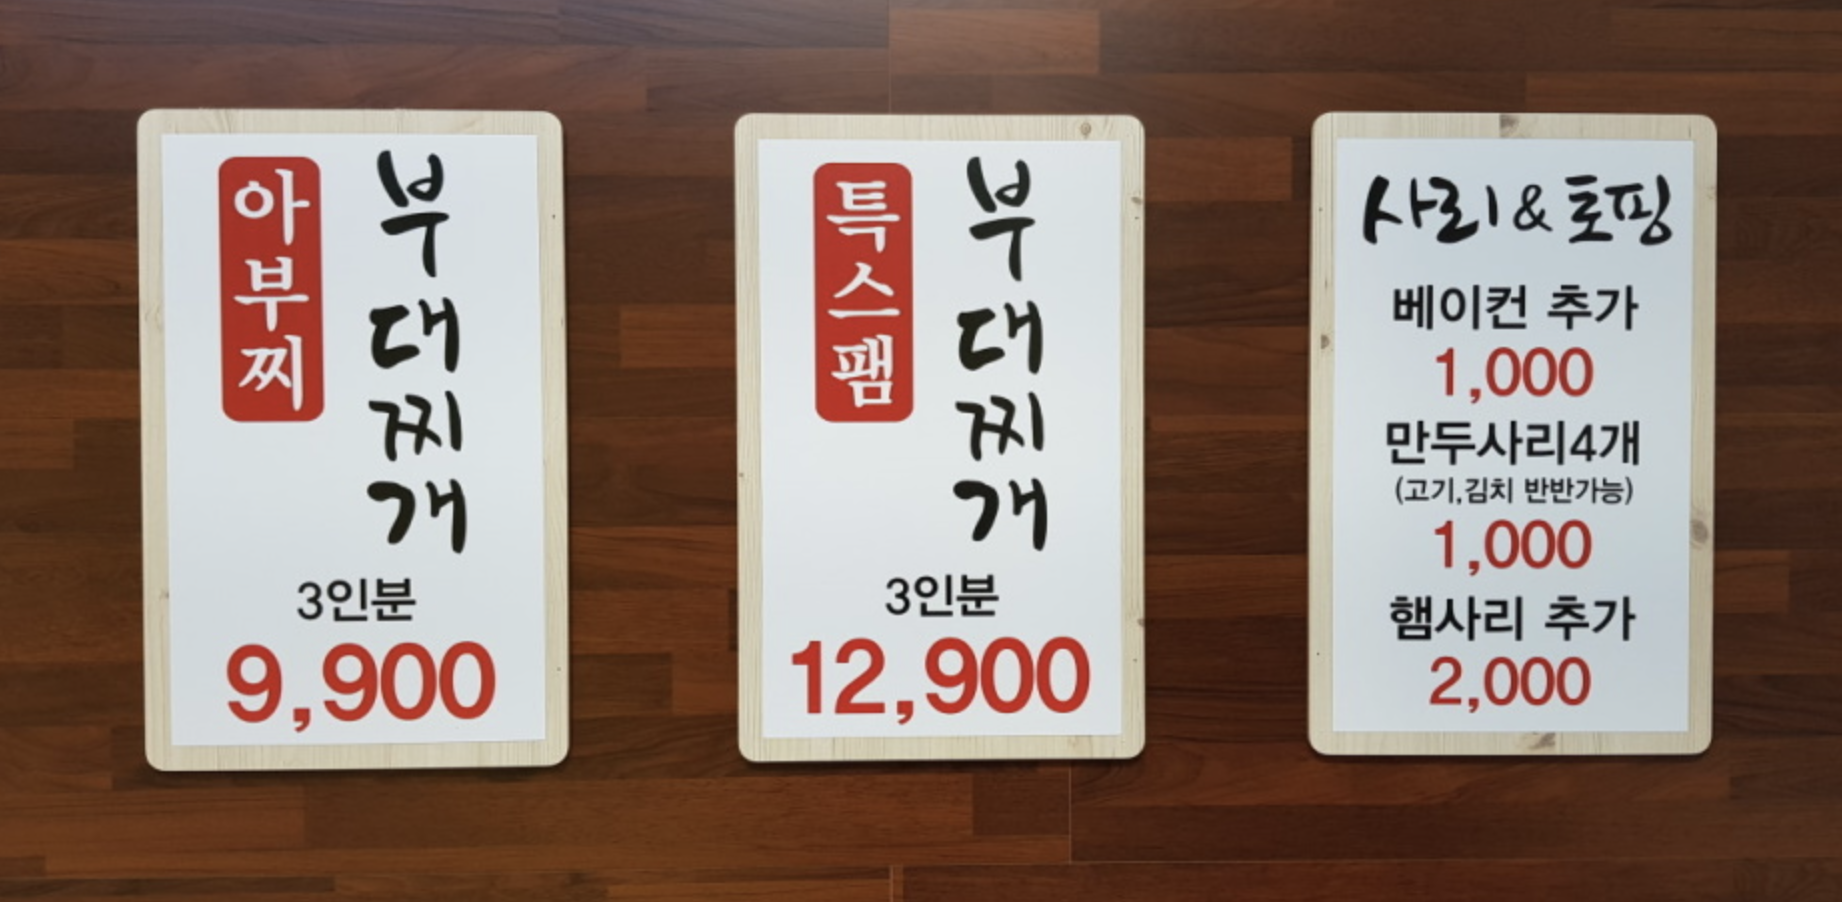 아부찌
부대찌개
3인분
9,900
특스팸
부대찌개
3인분
12,900
사리&토핑
베이컨 추가
1,000
만두사리4개
(고기,김치 반반가능)
1,000
햄사리 추가
2,000